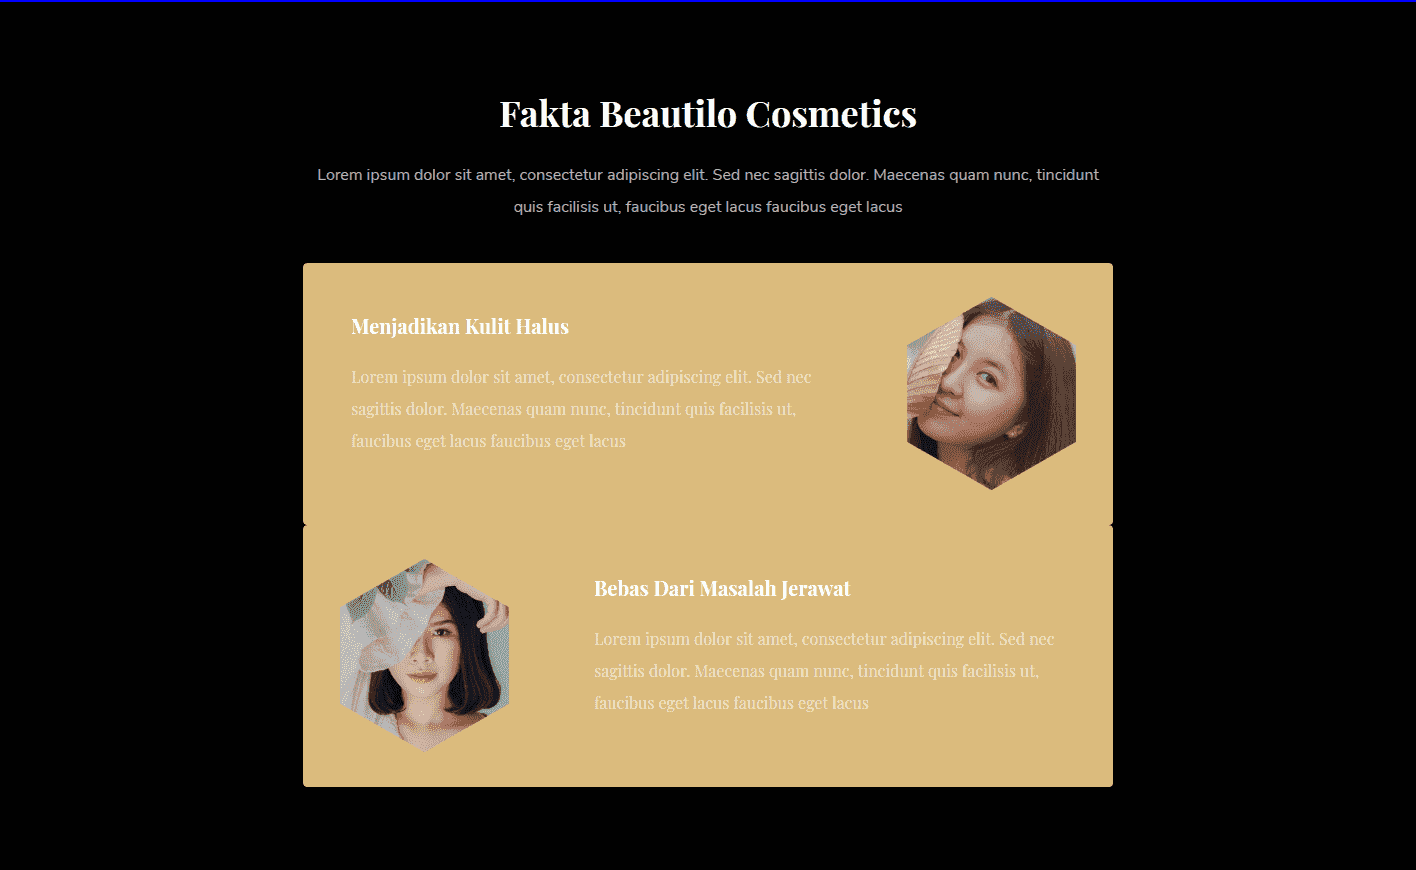 Fakta Beautilo Cosmetics
Lorem ipsum dolor sit amet, consectetur adipiscing elit. Sed nec sagittis dolor. Maecenas quam nunc, tincidunt
quis facilisis ut, faucibus eget lacus faucibus eget lacus
Menjadikan Kulit Halus
Lorem ipsum dolor sit amet, consectetur adipiscing elit. Sed nec
sagittis dolor. Maecenas quam nunc, tincidunt quis facilisis ut,
faucibus eget lacus faucibus eget lacus
Bebas Dari Masalah Jerawat
Lorem ipsum dolor sit amet, consectetur adipiscing elit. Sed nec
sagittis dolor. Maecenas quam nunc, tincidunt quis facilisis ut,
faucibus eget lacus faucibus eget lacus